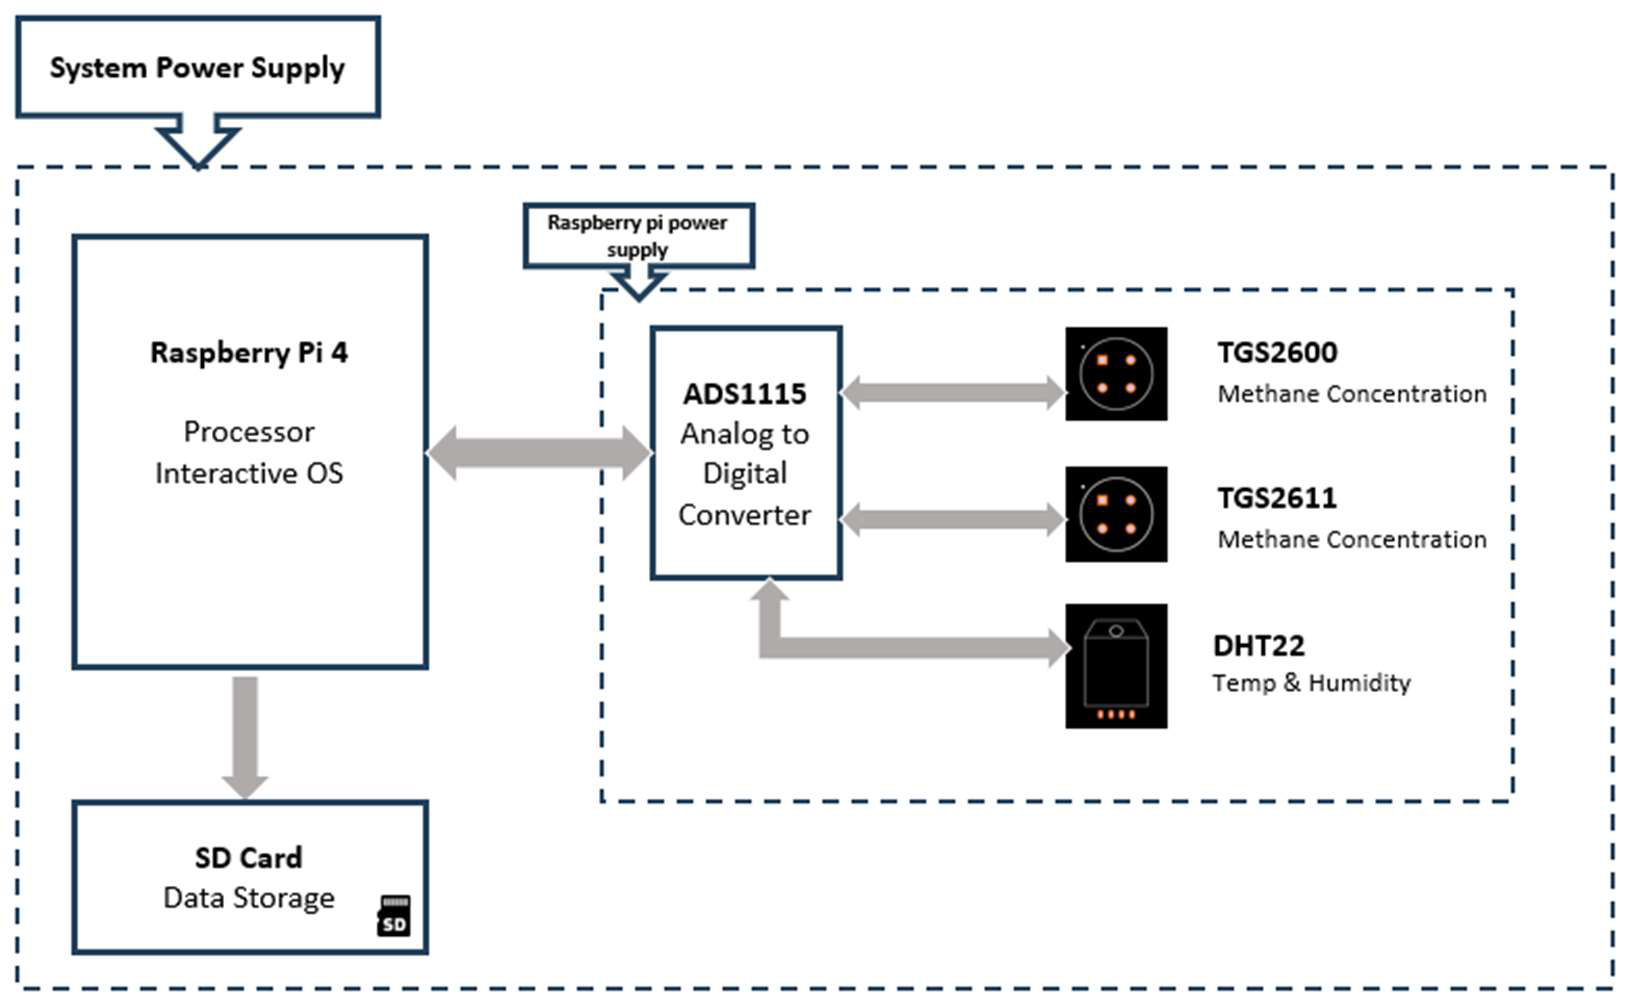 System Power Supply
Raspberry pi power
supply
Raspberry Pi 4
Processor
Interactive OS
ADS1115
Analog to
Digital
Converter
TGS2600
Methane Concentration
TGS2611
Methane Concentration
DHT22
Temp & Humidity
SD Card
Data Storage
SD